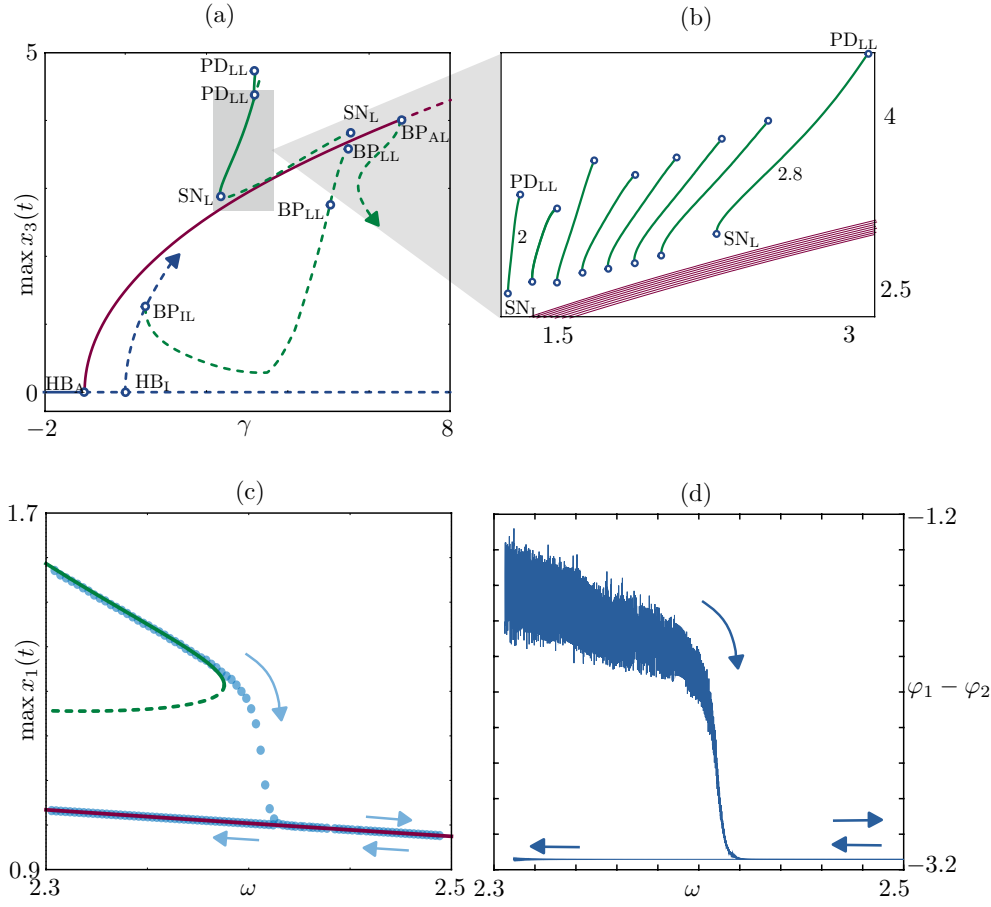 (a)
5
PD_LL
PD_LL
SN_L
BP_AL
BP_LL
SN_L
BP_LL
max x_3(t)
BP_IL
HB_A
HB_I
0
−2
γ
8
(b)
PD_LL
4
2.8
PD_LL
2
SN_L
SN_L
2.5
1.5
3
(c)
1.7
max x_1(t)
0.9
2.3
ω
2.5
(d)
−1.2
φ_1 − φ_2
−3.2
2.3
ω
2.5